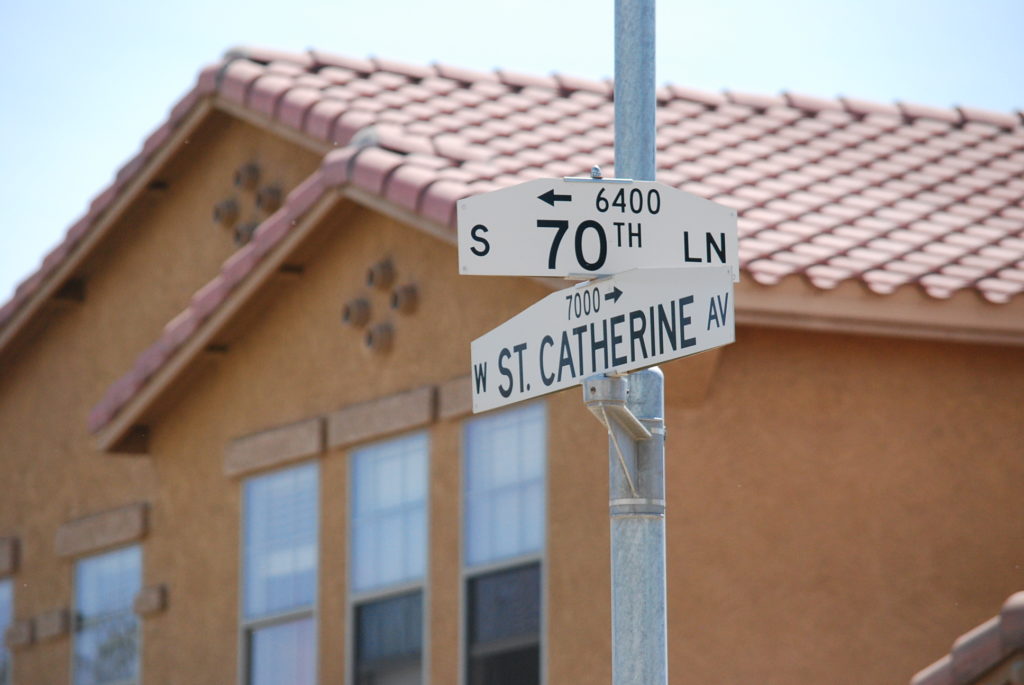 ← 6400
S 70TH LN
7000 →
W ST. CATHERINE AV